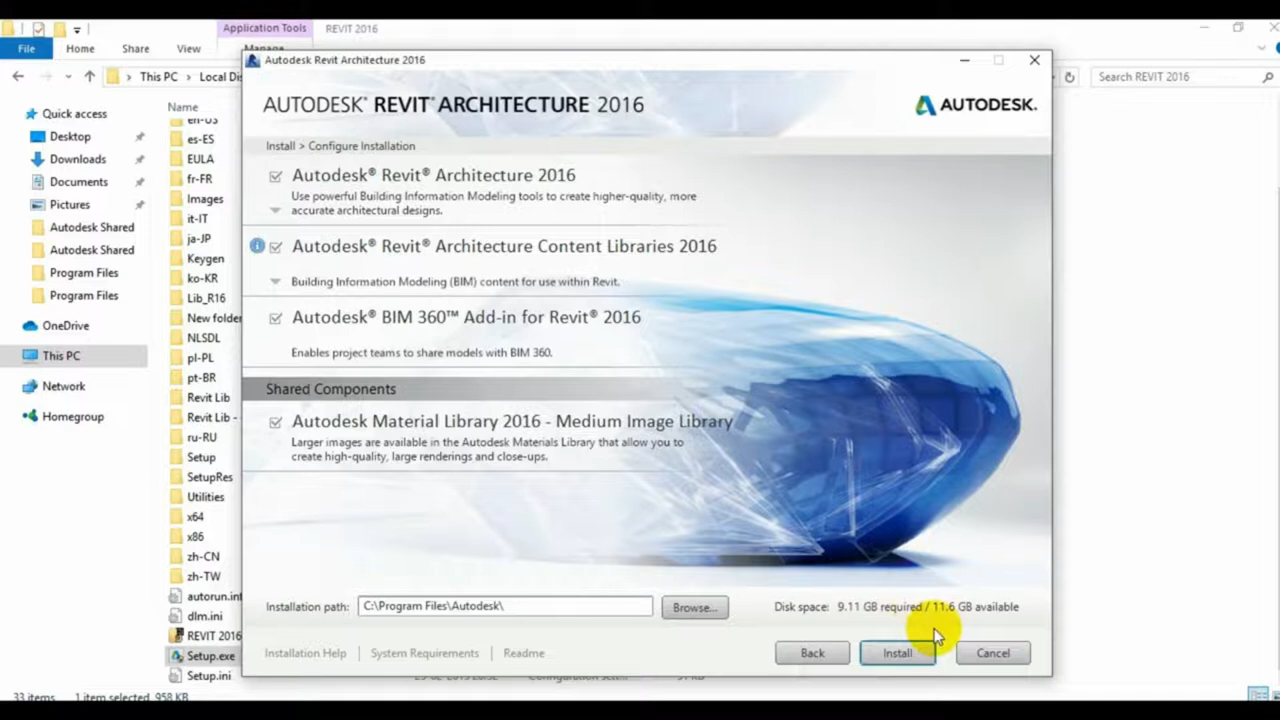 Application Tools
REVIT 2016
File
Home
Share
View
Manage
This PC
Local Dis
Search REVIT 2016
Quick access
Desktop
Downloads
Documents
Pictures
Autodesk Shared
Autodesk Shared
Program Files
Program Files
OneDrive
This PC
Network
Homegroup
Name
en-US
es-ES
EULA
fr-FR
Images
it-IT
ja-JP
Keygen
ko-KR
Lib_R16
New folder
NLSDL
pl-PL
pt-BR
Revit Lib
Revit Lib -
ru-RU
Setup
SetupRes
Utilities
x64
x86
zh-CN
zh-TW
autorun.inf
dlm.ini
REVIT 2016
Setup.exe
Setup.ini
33 items
1 item selected 958 KB
Autodesk Revit Architecture 2016
AUTODESK® REVIT® ARCHITECTURE 2016
AUTODESK.
Install > Configure Installation
Autodesk® Revit® Architecture 2016
Use powerful Building Information Modeling tools to create higher-quality, more
accurate architectural designs.
Autodesk® Revit® Architecture Content Libraries 2016
Building Information Modeling (BIM) content for use within Revit.
Autodesk® BIM 360™ Add-in for Revit® 2016
Enables project teams to share models with BIM 360.
Shared Components
Autodesk Material Library 2016 - Medium Image Library
Larger images are available in the Autodesk Materials Library that allow you to
create high-quality, large renderings and close-ups.
Installation path:
C:\Program Files\Autodesk\
Browse...
Disk space: 9.11 GB required / 11.6 GB available
Installation Help
System Requirements
Readme
Back
Install
Cancel